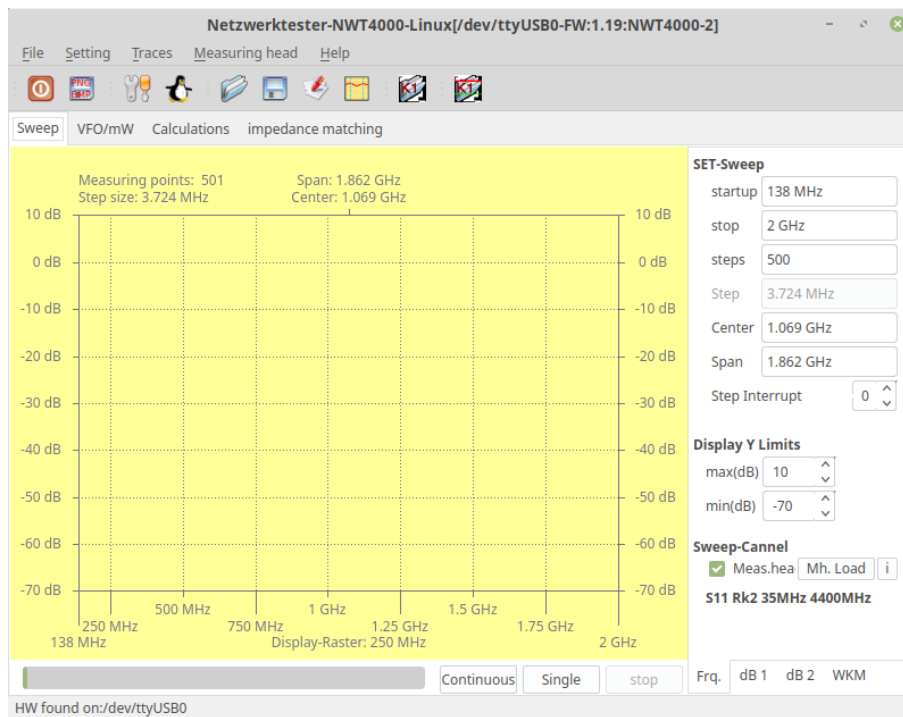 Netzwerktester-NWT4000-Linux[/dev/ttyUSB0-FW:1.19:NWT4000-2]
File Setting Traces Measuring head Help
PNG
BMP
K1
K1
Sweep VFO/mW Calculations impedance matching
Measuring points: 501 Span: 1.862 GHz
Step size: 3.724 MHz Center: 1.069 GHz
10 dB 10 dB
0 dB 0 dB
-10 dB -10 dB
-20 dB -20 dB
-30 dB -30 dB
-40 dB -40 dB
-50 dB -50 dB
-60 dB -60 dB
-70 dB -70 dB
500 MHz 1 GHz 1.5 GHz
250 MHz 750 MHz 1.25 GHz 1.75 GHz
138 MHz Display-Raster: 250 MHz 2 GHz
SET-Sweep
startup 138 MHz
stop 2 GHz
steps 500
Step 3.724 MHz
Center 1.069 GHz
Span 1.862 GHz
Step Interrupt 0
Display Y Limits
max(dB) 10
min(dB) -70
Sweep-Cannel
Meas.hea Mh. Load i
S11 Rk2 35MHz 4400MHz
Continuous Single stop
Frq. dB 1 dB 2 WKM
HW found on:/dev/ttyUSB0